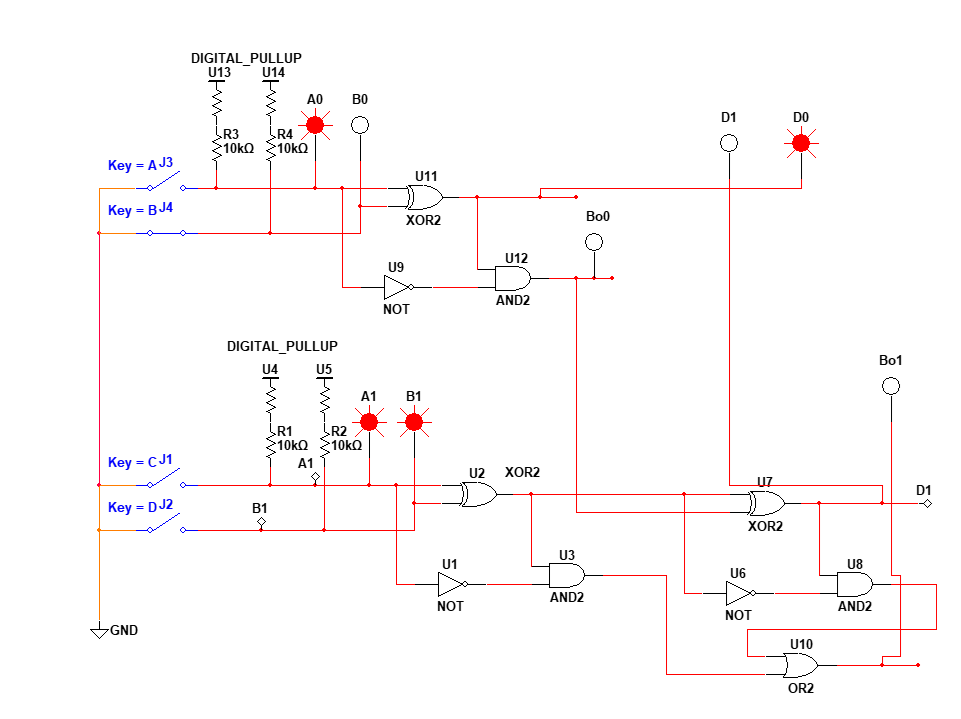 DIGITAL_PULLUP
U13 U14
A0 B0
D1 D0
R3 R4
10kΩ 10kΩ
Key = A J3
U11
Key = B J4
XOR2
Bo0
U9 U12
NOT AND2
DIGITAL_PULLUP
U4 U5
Bo1
A1 B1
R1 R2
10kΩ 10kΩ
Key = C J1
A1
U2 XOR2
U7
Key = D J2
B1
D1
XOR2
U1 U3
U6 U8
NOT AND2
NOT AND2
GND
U10
OR2